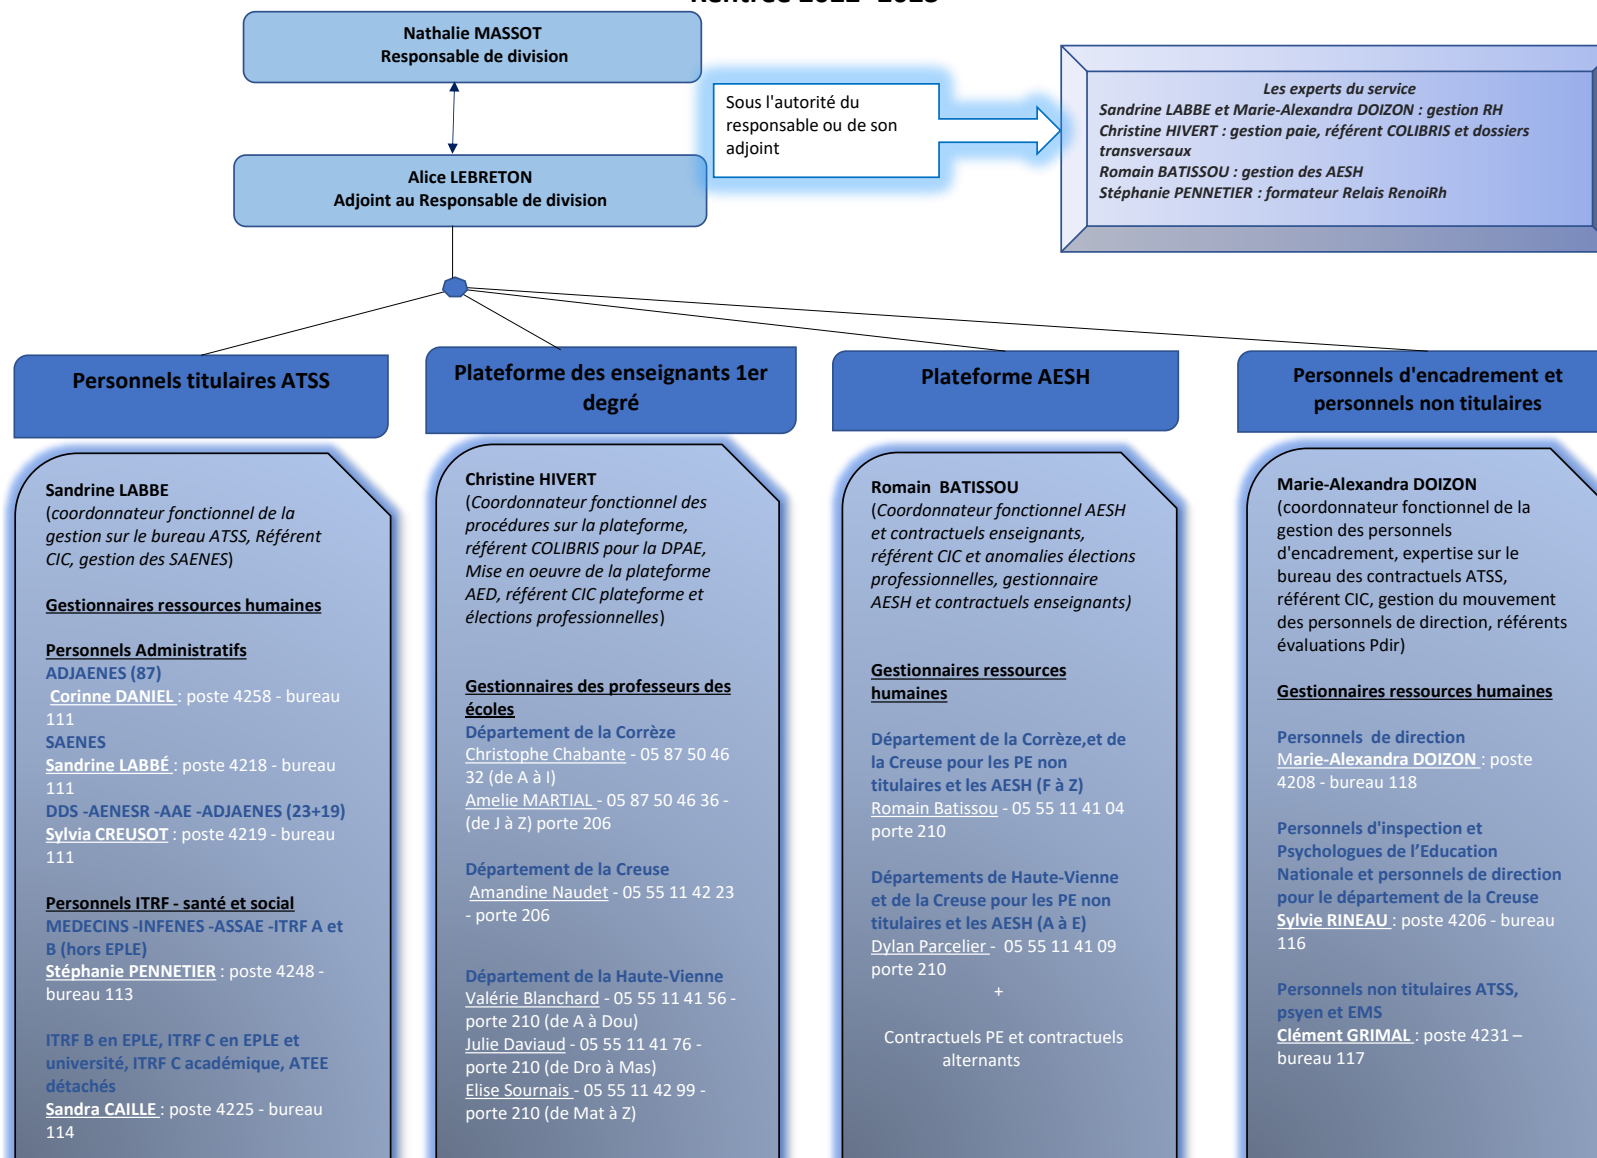 Rentrée 2022- 2023
Nathalie MASSOT
Responsable de division
Alice LEBRETON
Adjoint au Responsable de division
Sous l'autorité du
responsable ou de son
adjoint
Les experts du service
Sandrine LABBE et Marie-Alexandra DOIZON : gestion RH
Christine HIVERT : gestion paie, référent COLIBRIS et dossiers
transversaux
Romain BATISSOU : gestion des AESH
Stéphanie PENNETIER : formateur Relais RenoiRh
Personnels titulaires ATSS
Sandrine LABBE
(coordonnateur fonctionnel de la
gestion sur le bureau ATSS, Référent
CIC, gestion des SAENES)
Gestionnaires ressources humaines
Personnels Administratifs
ADJAENES (87)
Corinne DANIEL : poste 4258 - bureau
111
SAENES
Sandrine LABBÉ : poste 4218 - bureau
111
DDS -AENESR -AAE -ADJAENES (23+19)
Sylvia CREUSOT : poste 4219 - bureau
111
Personnels ITRF - santé et social
MEDECINS -INFENES -ASSAE -ITRF A et
B (hors EPLE)
Stéphanie PENNETIER : poste 4248 -
bureau 113
ITRF B en EPLE, ITRF C en EPLE et
université, ITRF C académique, ATEE
détachés
Sandra CAILLE : poste 4225 - bureau
114
Plateforme des enseignants 1er
degré
Christine HIVERT
(Coordonnateur fonctionnel des
procédures sur la plateforme,
référent COLIBRIS pour la DPAE,
Mise en oeuvre de la plateforme
AED, référent CIC plateforme et
élections professionnelles)
Gestionnaires des professeurs des
écoles
Département de la Corrèze
Christophe Chabante - 05 87 50 46
32 (de A à I)
Amelie MARTIAL - 05 87 50 46 36 -
(de J à Z) porte 206
Département de la Creuse
Amandine Naudet - 05 55 11 42 23
- porte 206
Département de la Haute-Vienne
Valérie Blanchard - 05 55 11 41 56 -
porte 210 (de A à Dou)
Julie Daviaud - 05 55 11 41 76 -
porte 210 (de Dro à Mas)
Elise Sournais - 05 55 11 42 99 -
porte 210 (de Mat à Z)
Plateforme AESH
Romain  BATISSOU
(Coordonnateur fonctionnel AESH
et contractuels enseignants,
référent CIC et anomalies élections
professionnelles, gestionnaire
AESH et contractuels enseignants)
Gestionnaires ressources
humaines
Département de la Corrèze,et de
la Creuse pour les PE non
titulaires et les AESH (F à Z)
Romain Batissou - 05 55 11 41 04
porte 210
Départements de Haute-Vienne
et de la Creuse pour les PE non
titulaires et les AESH (A à E)
Dylan Parcelier - 05 55 11 41 09
porte 210
+
Contractuels PE et contractuels
alternants
Personnels d'encadrement et
personnels non titulaires
Marie-Alexandra DOIZON
(coordonnateur fonctionnel de la
gestion des personnels
d'encadrement, expertise sur le
bureau des contractuels ATSS,
référent CIC, gestion du mouvement
des personnels de direction, référents
évaluations Pdir)
Gestionnaires ressources humaines
Personnels  de direction
Marie-Alexandra DOIZON : poste
4208 - bureau 118
Personnels d'inspection et
Psychologues de l’Education
Nationale et personnels de direction
pour le département de la Creuse
Sylvie RINEAU : poste 4206 - bureau
116
Personnels non titulaires ATSS,
psyen et EMS
Clément GRIMAL : poste 4231 –
bureau 117